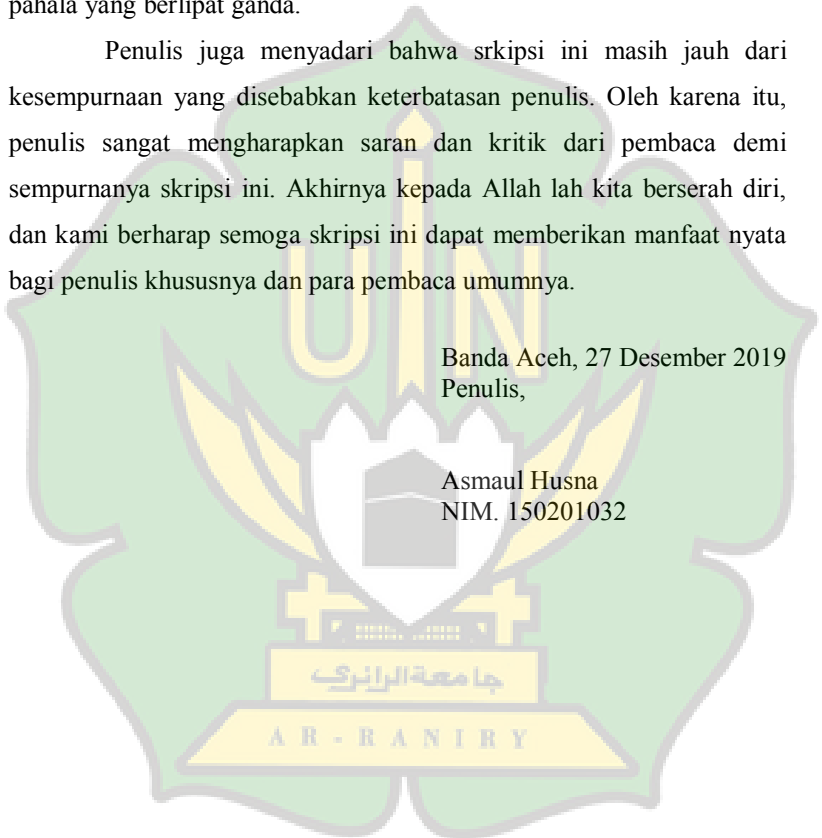 pahala yang berlipat ganda.
Penulis juga menyadari bahwa srkipsi ini masih jauh dari
kesempurnaan yang disebabkan keterbatasan penulis. Oleh karena itu,
penulis sangat mengharapkan saran dan kritik dari pembaca demi
sempurnanya skripsi ini. Akhirnya kepada Allah lah kita berserah diri,
dan kami berharap semoga skripsi ini dapat memberikan manfaat nyata
bagi penulis khususnya dan para pembaca umumnya.
UIN
Banda Aceh, 27 Desember 2019
Penulis,
Asmaul Husna
NIM. 150201032
جامعة الرانري
AR-RANIRY